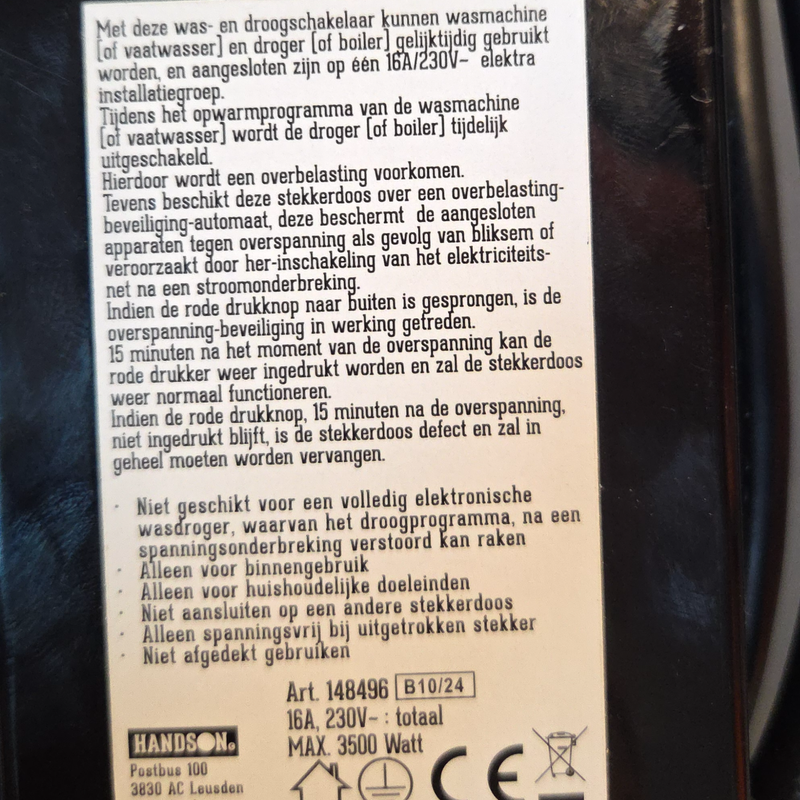 Met deze was- en droogschakelaar kunnen wasmachine
[of vaatwasser] en droger [of boiler] gelijktijdig gebruikt
worden, en aangesloten zijn op één 16A/230V~ elektra
installatiegroep.
Tijdens het opwarmprogramma van de wasmachine
[of vaatwasser] wordt de droger [of boiler] tijdelijk
uitgeschakeld.
Hierdoor wordt een overbelasting voorkomen.
Tevens beschikt deze stekkerdoos over een overbelasting-
beveiliging-automaat, deze beschermt de aangesloten
apparaten tegen overspanning als gevolg van bliksem of
veroorzaakt door her-inschakeling van het elektriciteits-
net na een stroomonderbreking.
Indien de rode drukknop naar buiten is gesprongen, is de
overspanning-beveiliging in werking getreden.
15 minuten na het moment van de overspanning kan de
rode drukker weer ingedrukt worden en zal de stekkerdoos
weer normaal functioneren.
Indien de rode drukknop, 15 minuten na de overspanning,
niet ingedrukt blijft, is de stekkerdoos defect en zal in
geheel moeten worden vervangen.
· Niet geschikt voor een volledig elektronische
wasdroger, waarvan het droogprogramma, na een
spanningsonderbreking verstoord kan raken
· Alleen voor binnengebruik
· Alleen voor huishoudelijke doeleinden
· Niet aansluiten op een andere stekkerdoos
· Alleen spanningsvrij bij uitgetrokken stekker
· Niet afgedekt gebruiken
Art. 148496 B10/24
16A, 230V~ : totaal
MAX. 3500 Watt
HANDSON®
Postbus 100
3830 AC Leusden
CE